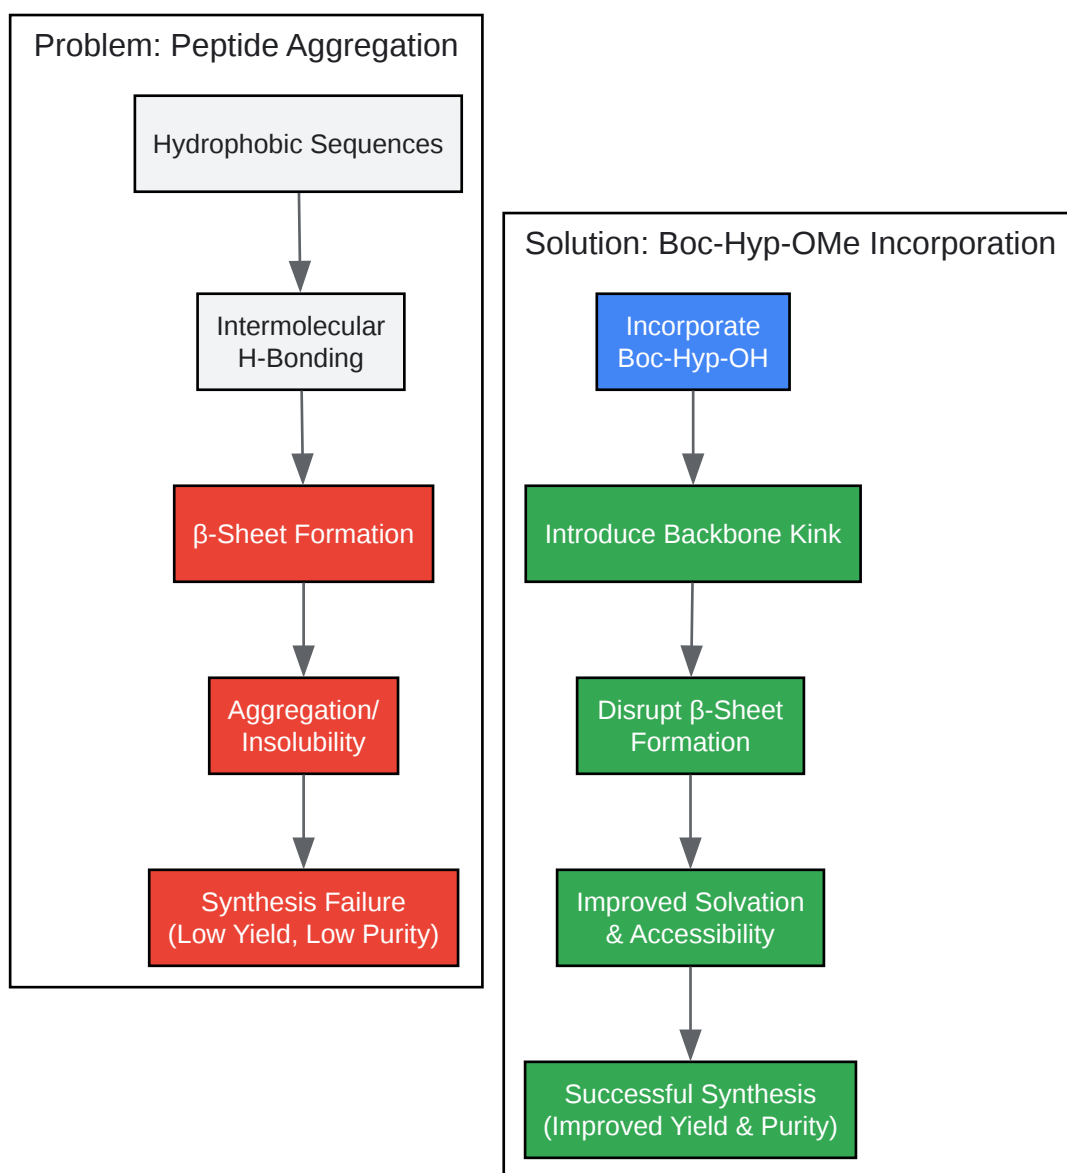 Problem: Peptide Aggregation
Hydrophobic Sequences
Intermolecular
H-Bonding
β-Sheet Formation
Aggregation/
Insolubility
Synthesis Failure
(Low Yield, Low Purity)
Solution: Boc-Hyp-OMe Incorporation
Incorporate
Boc-Hyp-OH
Introduce Backbone Kink
Disrupt β-Sheet
Formation
Improved Solvation
& Accessibility
Successful Synthesis
(Improved Yield & Purity)